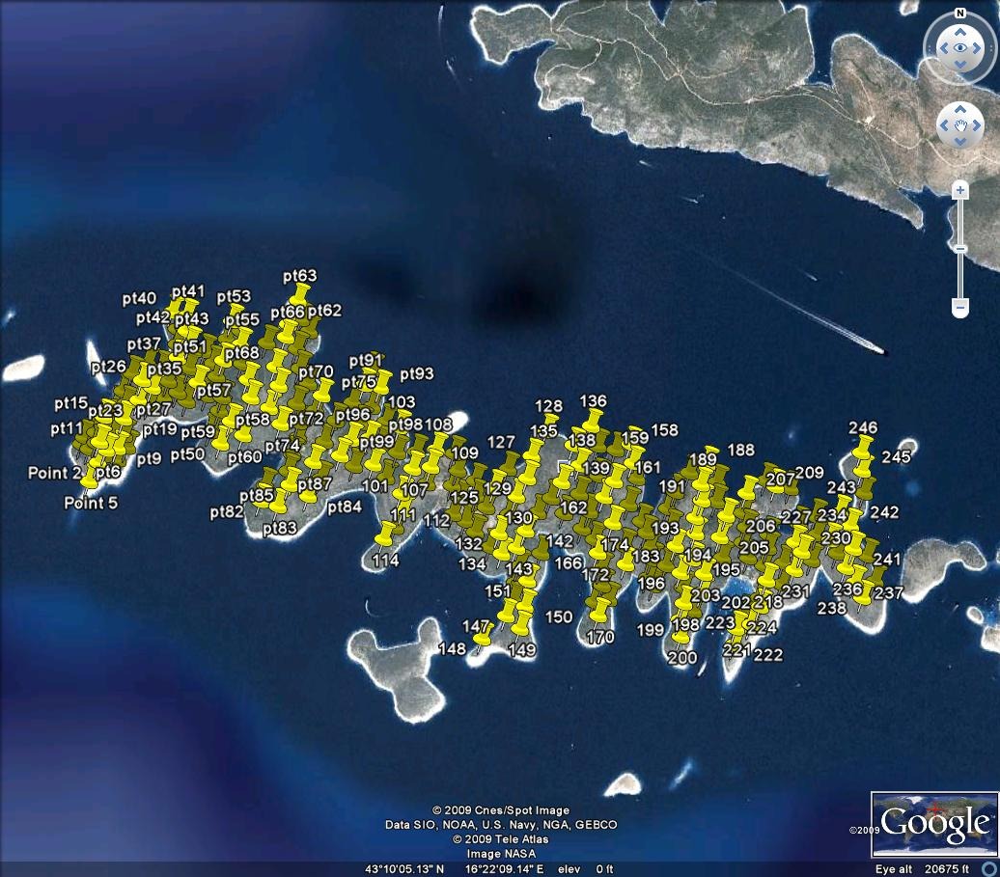 N
pt63
pt40
pt41
pt53
pt42
pt43
pt55
pt66
pt62
pt37
pt51
pt68
pt91
pt26
pt35
pt70
pt75
pt93
pt57
pt15
pt23
pt27
pt58
pt72
pt96
103
128
136
pt11
pt19
pt59
pt98
108
135
138
158
159
246
pt9
pt50
pt60
pt74
pt99
109
127
189
188
245
Point 2
pt6
139
161
207
209
pt87
101
107
129
191
243
Point 5
pt85
125
162
pt82
pt84
111
112
130
227
234
242
pt83
193
206
230
132
142
174
205
114
134
143
166
183
194
195
241
172
151
196
231
236
237
203
202
218
238
150
147
199
198
223
224
148
149
170
200
221
222
© 2009 Cnes/Spot Image
Data SIO, NOAA, U.S. Navy, NGA, GEBCO
© 2009 Tele Atlas
Image NASA
©2009 Google
43°10'05.13" N 16°22'09.14" E elev 0 ft
Eye alt 20675 ft